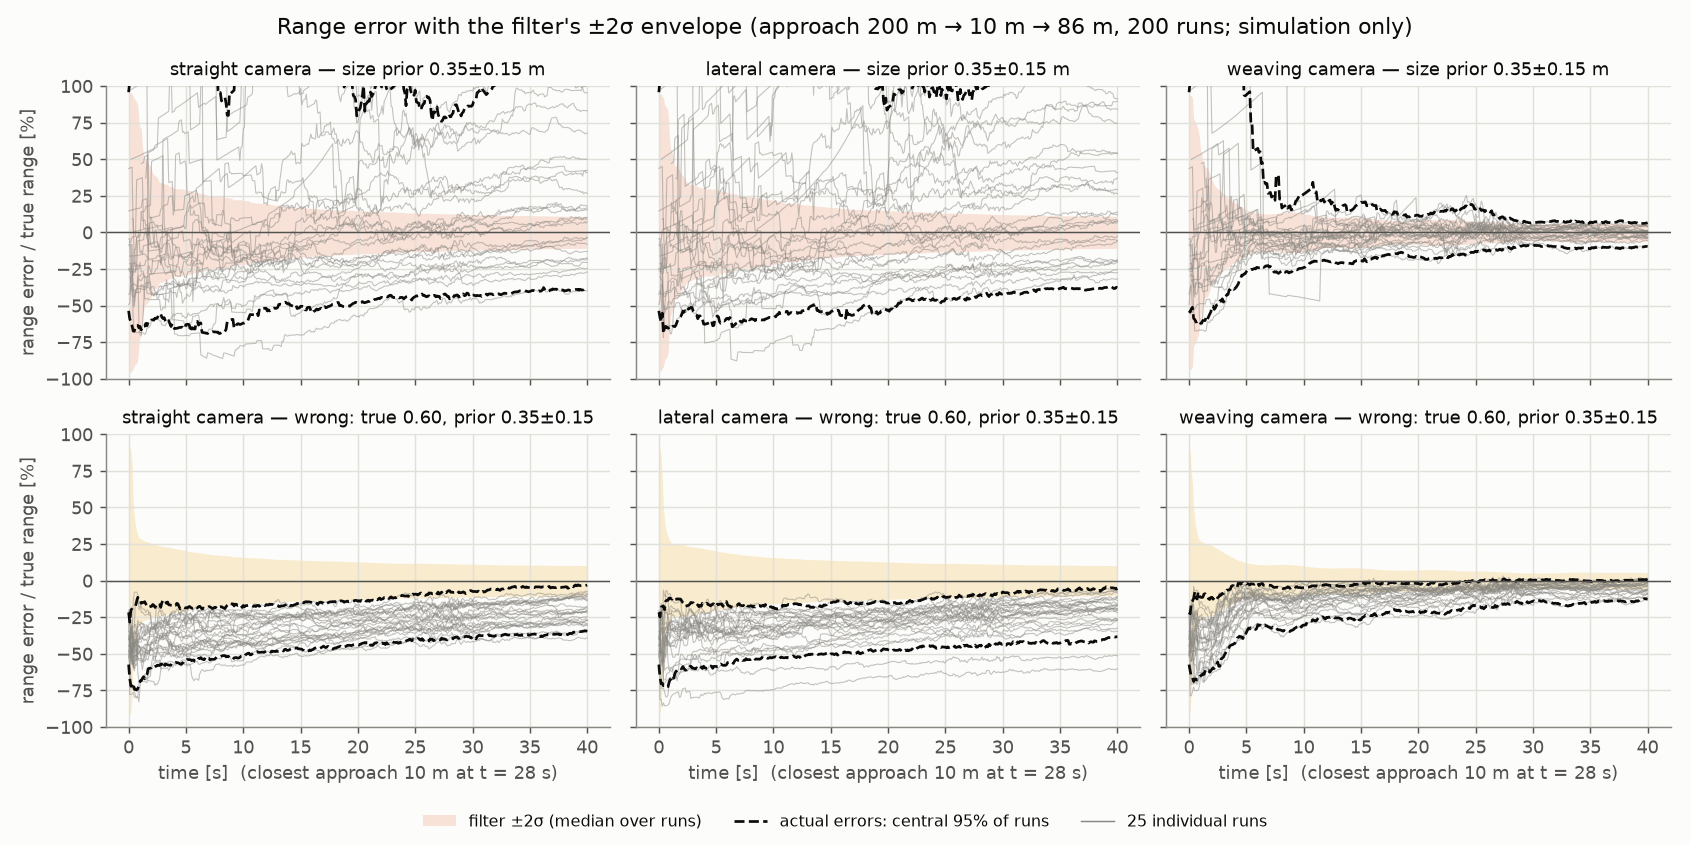 Range error with the filter's ±2σ envelope (approach 200 m → 10 m → 86 m, 200 runs; simulation only)
straight camera — size prior 0.35±0.15 m
lateral camera — size prior 0.35±0.15 m
weaving camera — size prior 0.35±0.15 m
range error / true range [%]
100
75
50
25
0
−25
−50
−75
−100
straight camera — wrong: true 0.60, prior 0.35±0.15
lateral camera — wrong: true 0.60, prior 0.35±0.15
weaving camera — wrong: true 0.60, prior 0.35±0.15
range error / true range [%]
100
75
50
25
0
−25
−50
−75
−100
0 5 10 15 20 25 30 35 40
0 5 10 15 20 25 30 35 40
0 5 10 15 20 25 30 35 40
time [s]  (closest approach 10 m at t = 28 s)
time [s]  (closest approach 10 m at t = 28 s)
time [s]  (closest approach 10 m at t = 28 s)
filter ±2σ (median over runs)
actual errors: central 95% of runs
25 individual runs